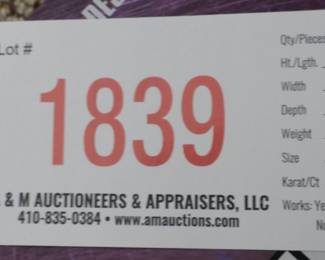 DES
Lot #
1839
& M AUCTIONEERS & APPRAISERS, LLC
410-835-0384 • www.amauctions.com
Qty/Pieces
Ht./Lgth.
Width
Depth
Weight
Size
Karat/Ct
Works: Ye